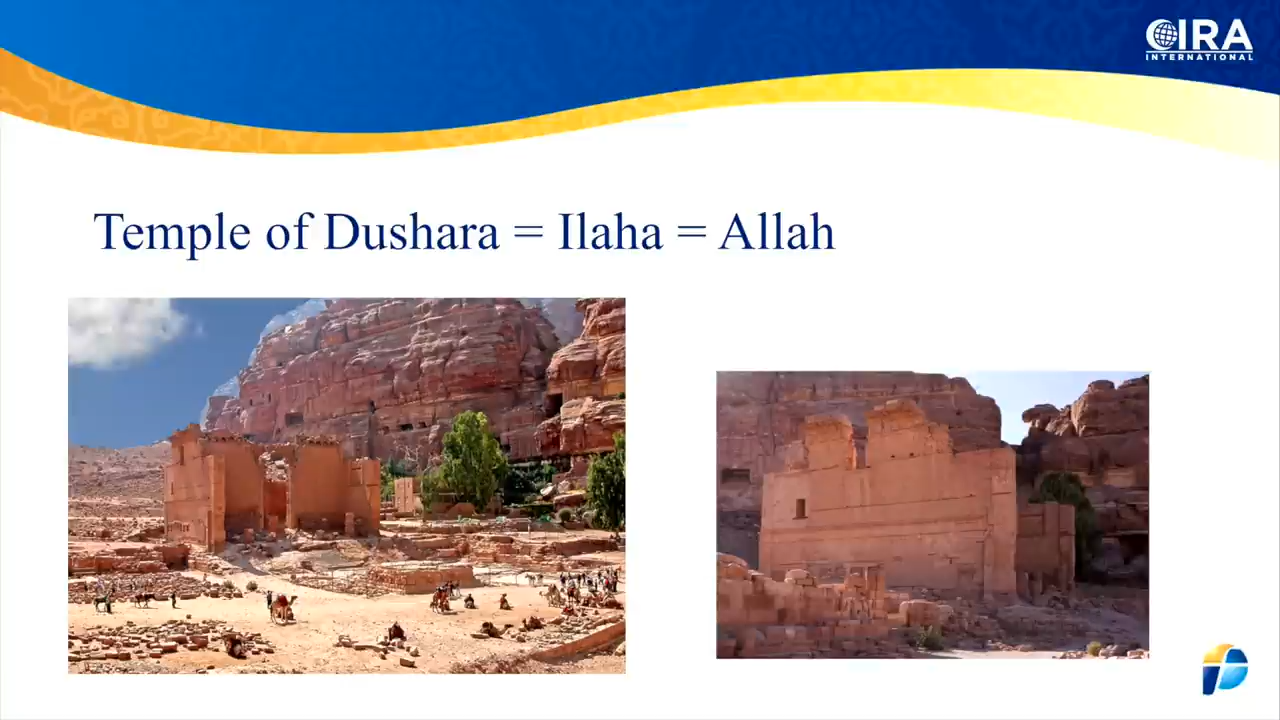 CIRA
INTERNATIONAL
Temple of Dushara = Ilaha = Allah